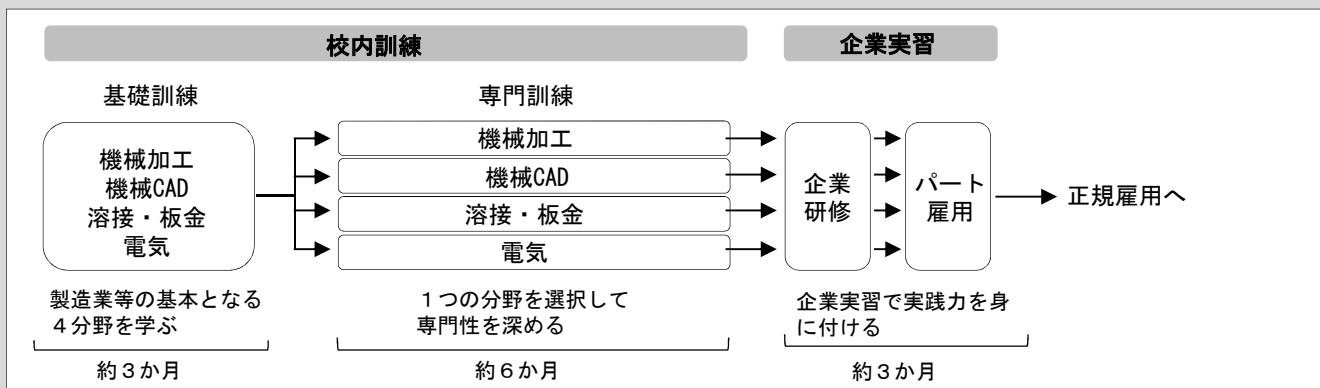 校内訓練
企業実習
基礎訓練
専門訓練
機械加工
機械CAD
溶接・板金
電気
機械加工
機械CAD
溶接・板金
電気
企業
研修
パート
雇用
正規雇用へ
製造業等の基本となる
４分野を学ぶ
１つの分野を選択して
専門性を深める
企業実習で実践力を身
に付ける
約３か月
約６か月
約３か月